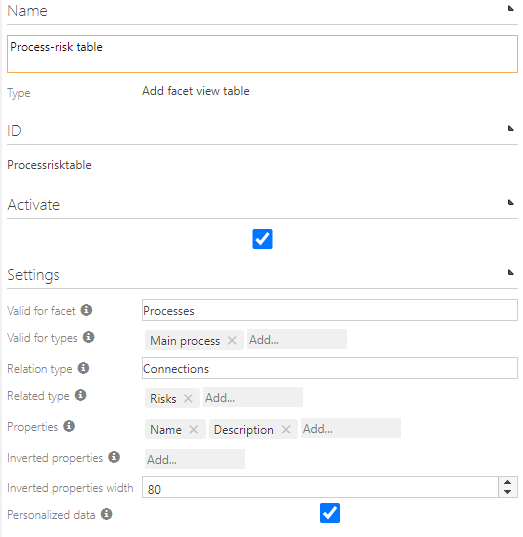 Name
Process-risk table
Type Add facet view table
ID
Processrisktable
Activate
Settings
Valid for facet Processes
Valid for types Main process × Add...
Relation type Connections
Related type Risks × Add...
Properties Name × Description × Add...
Inverted properties Add...
Inverted properties width 80
Personalized data